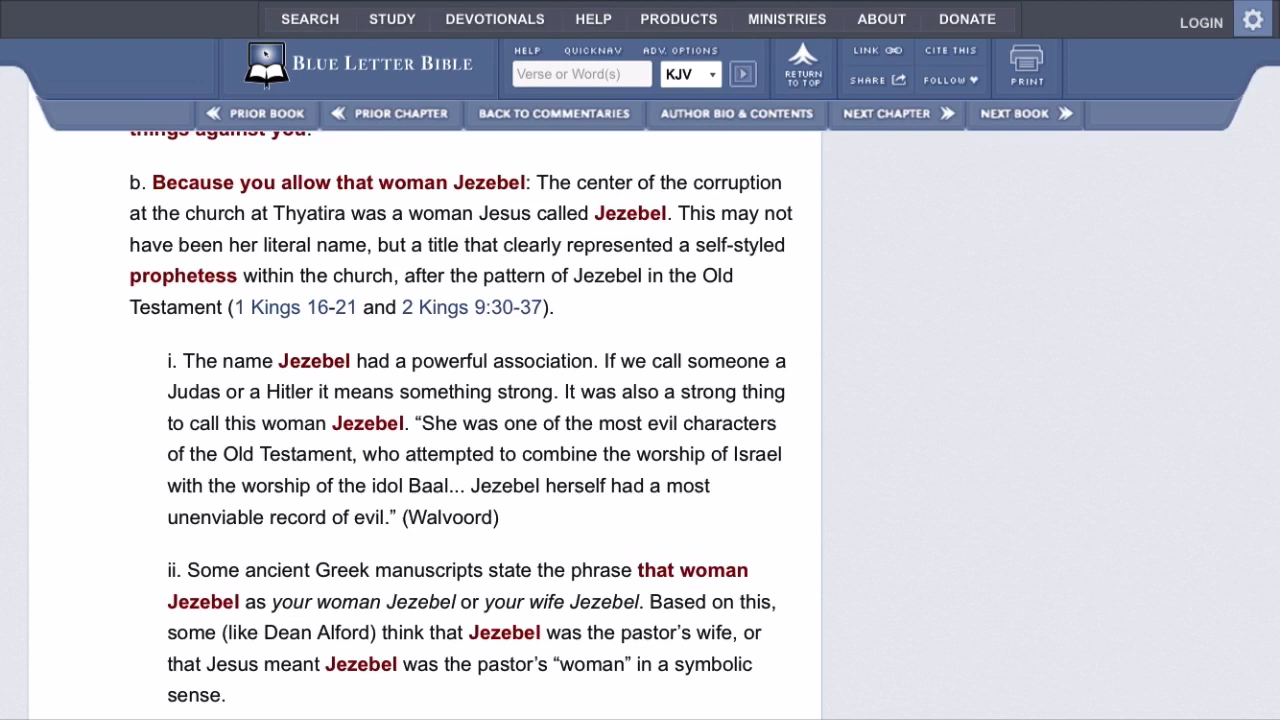 SEARCH STUDY DEVOTIONALS HELP PRODUCTS MINISTRIES ABOUT DONATE LOGIN
BLUE LETTER BIBLE
HELP QUICKNAV ADV. OPTIONS
Verse or Word(s) KJV
RETURN TO TOP
LINK CITE THIS
SHARE FOLLOW
PRINT
PRIOR BOOK PRIOR CHAPTER BACK TO COMMENTARIES AUTHOR BIO & CONTENTS NEXT CHAPTER NEXT BOOK
things against you.
b. Because you allow that woman Jezebel: The center of the corruption
at the church at Thyatira was a woman Jesus called Jezebel. This may not
have been her literal name, but a title that clearly represented a self-styled
prophetess within the church, after the pattern of Jezebel in the Old
Testament (1 Kings 16-21 and 2 Kings 9:30-37).
i. The name Jezebel had a powerful association. If we call someone a
Judas or a Hitler it means something strong. It was also a strong thing
to call this woman Jezebel. “She was one of the most evil characters
of the Old Testament, who attempted to combine the worship of Israel
with the worship of the idol Baal... Jezebel herself had a most
unenviable record of evil.” (Walvoord)
ii. Some ancient Greek manuscripts state the phrase that woman
Jezebel as your woman Jezebel or your wife Jezebel. Based on this,
some (like Dean Alford) think that Jezebel was the pastor’s wife, or
that Jesus meant Jezebel was the pastor’s “woman” in a symbolic
sense.